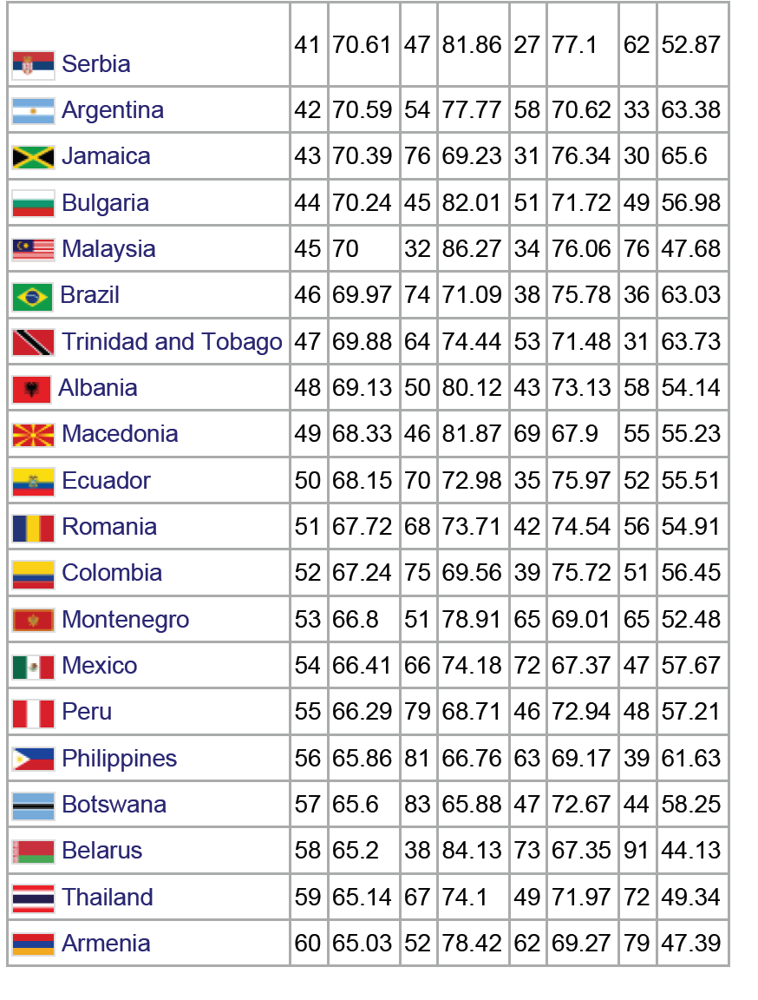 Serbia 41 70.61 47 81.86 27 77.1 62 52.87
Argentina 42 70.59 54 77.77 58 70.62 33 63.38
Jamaica 43 70.39 76 69.23 31 76.34 30 65.6
Bulgaria 44 70.24 45 82.01 51 71.72 49 56.98
Malaysia 45 70 32 86.27 34 76.06 76 47.68
Brazil 46 69.97 74 71.09 38 75.78 36 63.03
Trinidad and Tobago 47 69.88 64 74.44 53 71.48 31 63.73
Albania 48 69.13 50 80.12 43 73.13 58 54.14
Macedonia 49 68.33 46 81.87 69 67.9 55 55.23
Ecuador 50 68.15 70 72.98 35 75.97 52 55.51
Romania 51 67.72 68 73.71 42 74.54 56 54.91
Colombia 52 67.24 75 69.56 39 75.72 51 56.45
Montenegro 53 66.8 51 78.91 65 69.01 65 52.48
Mexico 54 66.41 66 74.18 72 67.37 47 57.67
Peru 55 66.29 79 68.71 46 72.94 48 57.21
Philippines 56 65.86 81 66.76 63 69.17 39 61.63
Botswana 57 65.6 83 65.88 47 72.67 44 58.25
Belarus 58 65.2 38 84.13 73 67.35 91 44.13
Thailand 59 65.14 67 74.1 49 71.97 72 49.34
Armenia 60 65.03 52 78.42 62 69.27 79 47.39